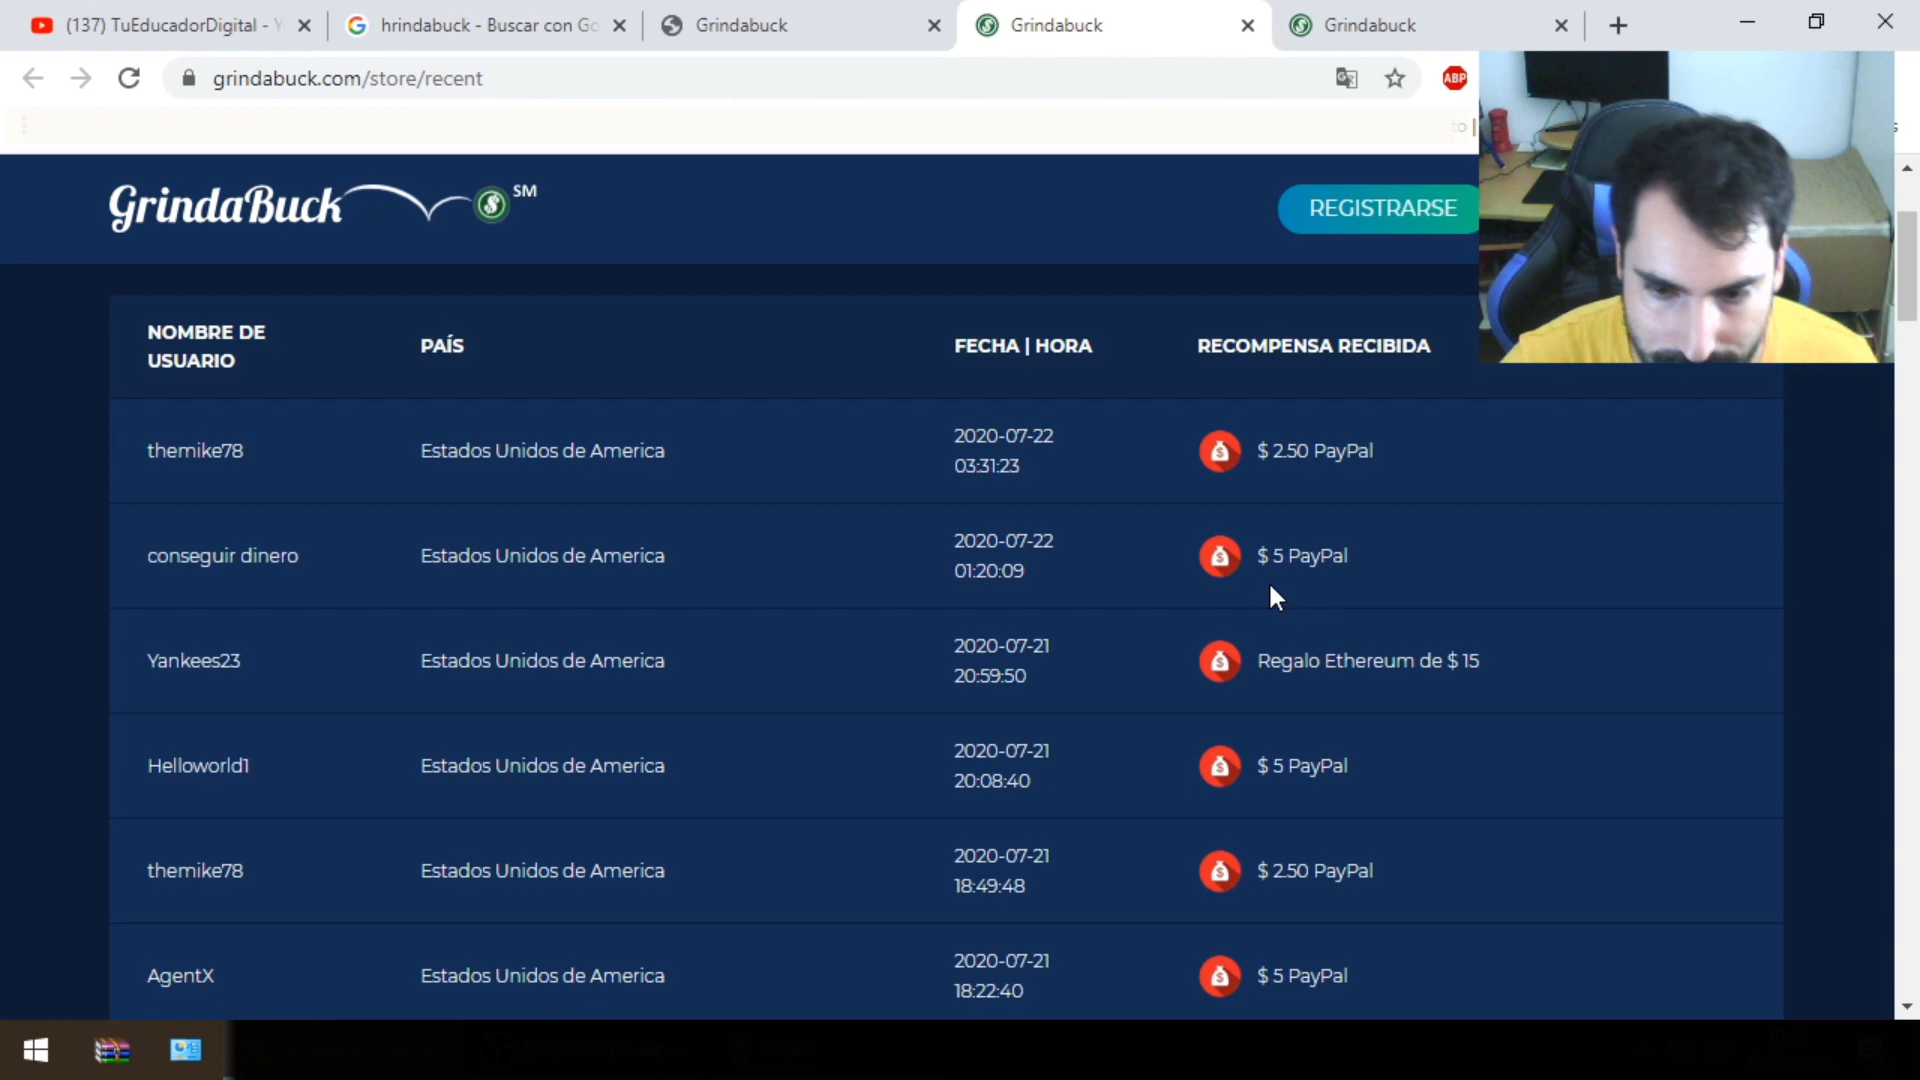 (137) TuEducadorDigital - Y
hrindabuck - Buscar con Go
Grindabuck
Grindabuck
Grindabuck
grindabuck.com/store/recent
ABP
to
GrindaBuck SM
$
REGISTRARSE
NOMBRE DE
USUARIO
PAÍS
FECHA | HORA
RECOMPENSA RECIBIDA
themike78
Estados Unidos de America
2020-07-22
03:31:23
$ 2.50 PayPal
conseguir dinero
Estados Unidos de America
2020-07-22
01:20:09
$ 5 PayPal
Yankees23
Estados Unidos de America
2020-07-21
20:59:50
Regalo Ethereum de $ 15
Helloworld1
Estados Unidos de America
2020-07-21
20:08:40
$ 5 PayPal
themike78
Estados Unidos de America
2020-07-21
18:49:48
$ 2.50 PayPal
AgentX
Estados Unidos de America
2020-07-21
18:22:40
$ 5 PayPal